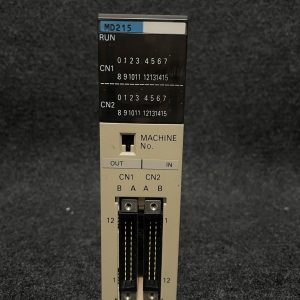 MD215
RUN
0 1 2 3 4 5 6 7
CN1
8 9 10 11 12 13 14 15
0 1 2 3 4 5 6 7
CN2
8 9 10 11 12 13 14 15
MACHINE
No.
OUT IN
CN1 CN2
B A A B
12 1
1 12